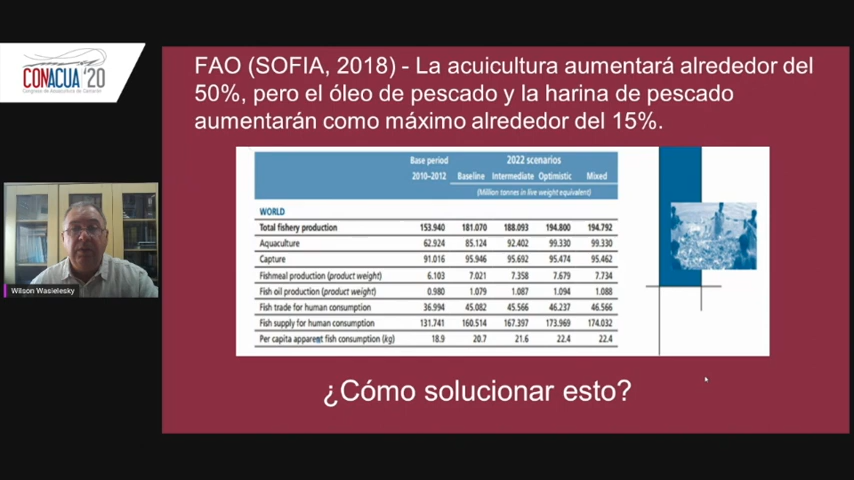 CONACUA '20
FAO (SOFIA, 2018) - La acuicultura aumentará alrededor del
50%, pero el óleo de pescado y la harina de pescado
aumentarán como máximo alrededor del 15%.
Base period 2022 scenarios
2010–2012 Baseline Intermediate Optimistic Mixed
(Million tonnes in live weight equivalent)
WORLD
Total fishery production 153.940 181.070 188.093 194.800 194.792
Aquaculture 62.924 85.124 92.402 99.330 99.330
Capture 91.016 95.946 95.692 95.474 95.462
Fishmeal production (product weight) 6.103 7.021 7.358 7.679 7.734
Fish oil production (product weight) 0.980 1.079 1.087 1.094 1.088
Fish trade for human consumption 36.994 45.082 45.566 46.237 46.566
Fish supply for human consumption 131.741 160.514 167.397 173.969 174.032
Per capita apparent fish consumption (kg) 18.9 20.7 21.6 22.4 22.4
¿Cómo solucionar esto?
Wilson Wasielesky